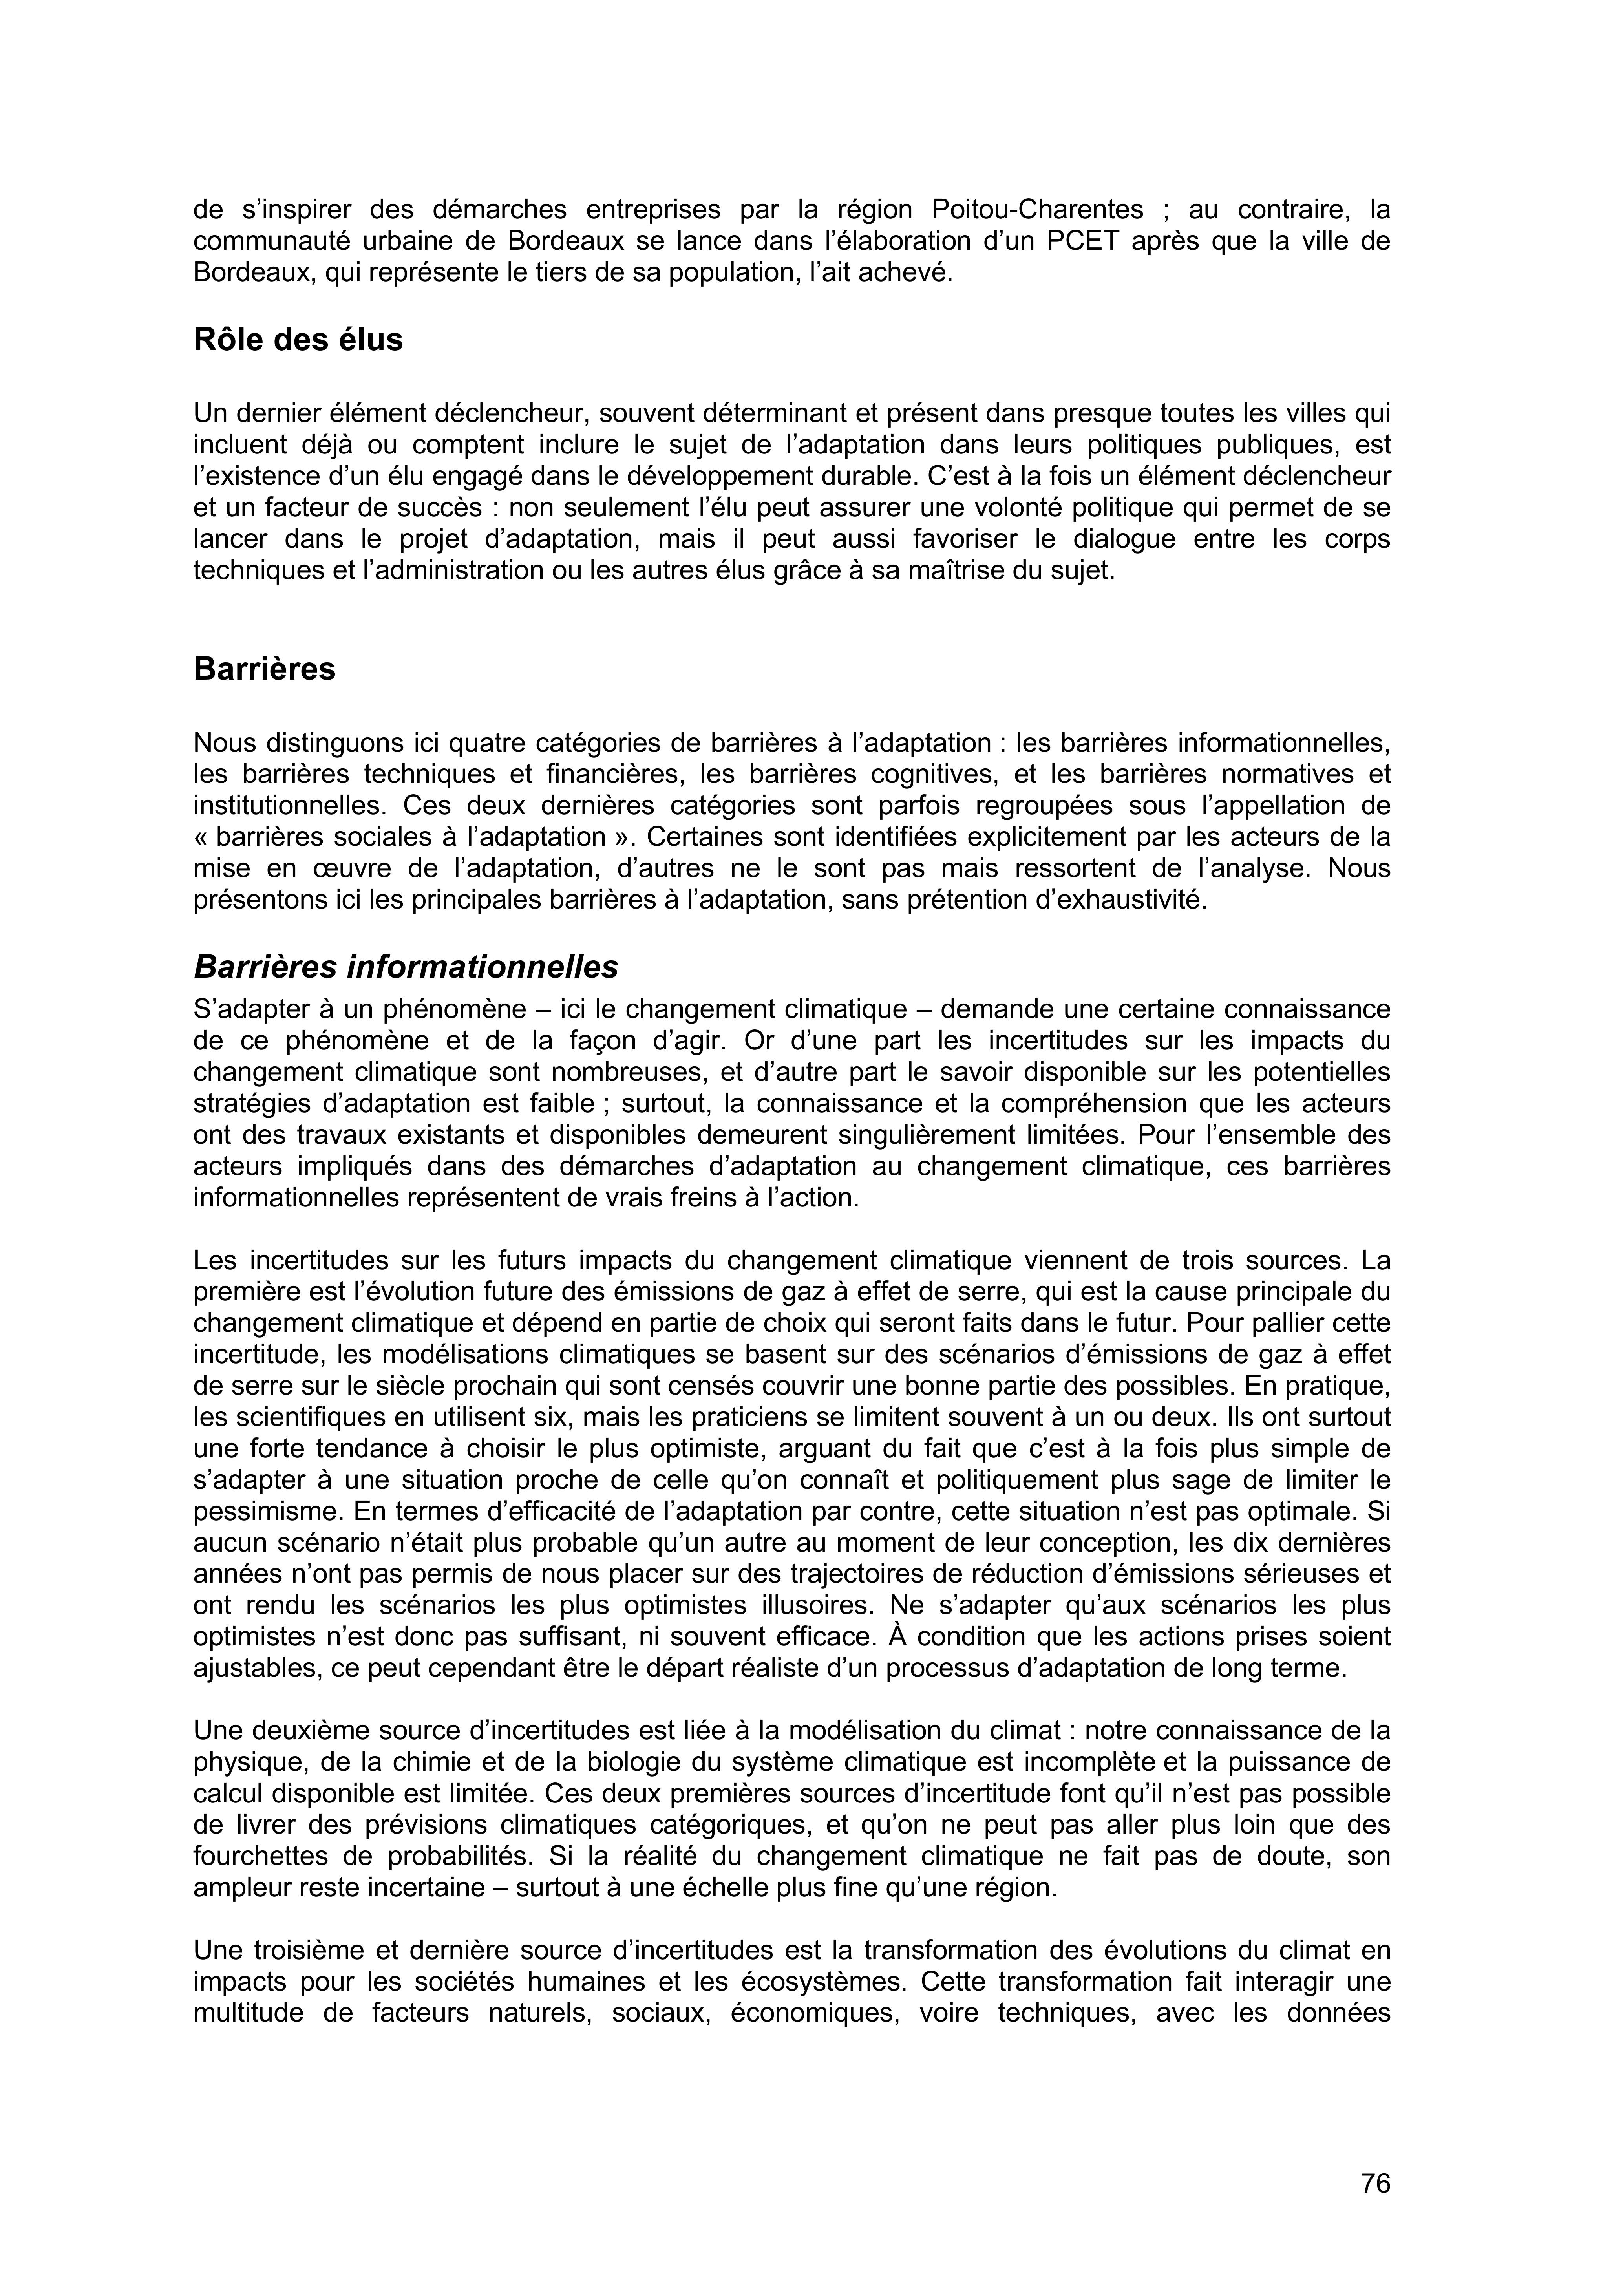 de s’inspirer des démarches entreprises par la région Poitou-Charentes ; au contraire, la
communauté urbaine de Bordeaux se lance dans l’élaboration d’un PCET après que la ville de
Bordeaux, qui représente le tiers de sa population, l’ait achevé.
Rôle des élus
Un dernier élément déclencheur, souvent déterminant et présent dans presque toutes les villes qui
incluent déjà ou comptent inclure le sujet de l’adaptation dans leurs politiques publiques, est
l’existence d’un élu engagé dans le développement durable. C’est à la fois un élément déclencheur
et un facteur de succès : non seulement l’élu peut assurer une volonté politique qui permet de se
lancer dans le projet d’adaptation, mais il peut aussi favoriser le dialogue entre les corps
techniques et l’administration ou les autres élus grâce à sa maîtrise du sujet.
Barrières
Nous distinguons ici quatre catégories de barrières à l’adaptation : les barrières informationnelles,
les barrières techniques et financières, les barrières cognitives, et les barrières normatives et
institutionnelles. Ces deux dernières catégories sont parfois regroupées sous l’appellation de
« barrières sociales à l’adaptation ». Certaines sont identifiées explicitement par les acteurs de la
mise en œuvre de l’adaptation, d’autres ne le sont pas mais ressortent de l’analyse. Nous
présentons ici les principales barrières à l’adaptation, sans prétention d’exhaustivité.
Barrières informationnelles
S’adapter à un phénomène – ici le changement climatique – demande une certaine connaissance
de ce phénomène et de la façon d’agir. Or d’une part les incertitudes sur les impacts du
changement climatique sont nombreuses, et d’autre part le savoir disponible sur les potentielles
stratégies d’adaptation est faible ; surtout, la connaissance et la compréhension que les acteurs
ont des travaux existants et disponibles demeurent singulièrement limitées. Pour l’ensemble des
acteurs impliqués dans des démarches d’adaptation au changement climatique, ces barrières
informationnelles représentent de vrais freins à l’action.
Les incertitudes sur les futurs impacts du changement climatique viennent de trois sources. La
première est l’évolution future des émissions de gaz à effet de serre, qui est la cause principale du
changement climatique et dépend en partie de choix qui seront faits dans le futur. Pour pallier cette
incertitude, les modélisations climatiques se basent sur des scénarios d’émissions de gaz à effet
de serre sur le siècle prochain qui sont censés couvrir une bonne partie des possibles. En pratique,
les scientifiques en utilisent six, mais les praticiens se limitent souvent à un ou deux. Ils ont surtout
une forte tendance à choisir le plus optimiste, arguant du fait que c’est à la fois plus simple de
s’adapter à une situation proche de celle qu’on connaît et politiquement plus sage de limiter le
pessimisme. En termes d’efficacité de l’adaptation par contre, cette situation n’est pas optimale. Si
aucun scénario n’était plus probable qu’un autre au moment de leur conception, les dix dernières
années n’ont pas permis de nous placer sur des trajectoires de réduction d’émissions sérieuses et
ont rendu les scénarios les plus optimistes illusoires. Ne s’adapter qu’aux scénarios les plus
optimistes n’est donc pas suffisant, ni souvent efficace. À condition que les actions prises soient
ajustables, ce peut cependant être le départ réaliste d’un processus d’adaptation de long terme.
Une deuxième source d’incertitudes est liée à la modélisation du climat : notre connaissance de la
physique, de la chimie et de la biologie du système climatique est incomplète et la puissance de
calcul disponible est limitée. Ces deux premières sources d’incertitude font qu’il n’est pas possible
de livrer des prévisions climatiques catégoriques, et qu’on ne peut pas aller plus loin que des
fourchettes de probabilités. Si la réalité du changement climatique ne fait pas de doute, son
ampleur reste incertaine – surtout à une échelle plus fine qu’une région.
Une troisième et dernière source d’incertitudes est la transformation des évolutions du climat en
impacts pour les sociétés humaines et les écosystèmes. Cette transformation fait interagir une
multitude de facteurs naturels, sociaux, économiques, voire techniques, avec les données
76